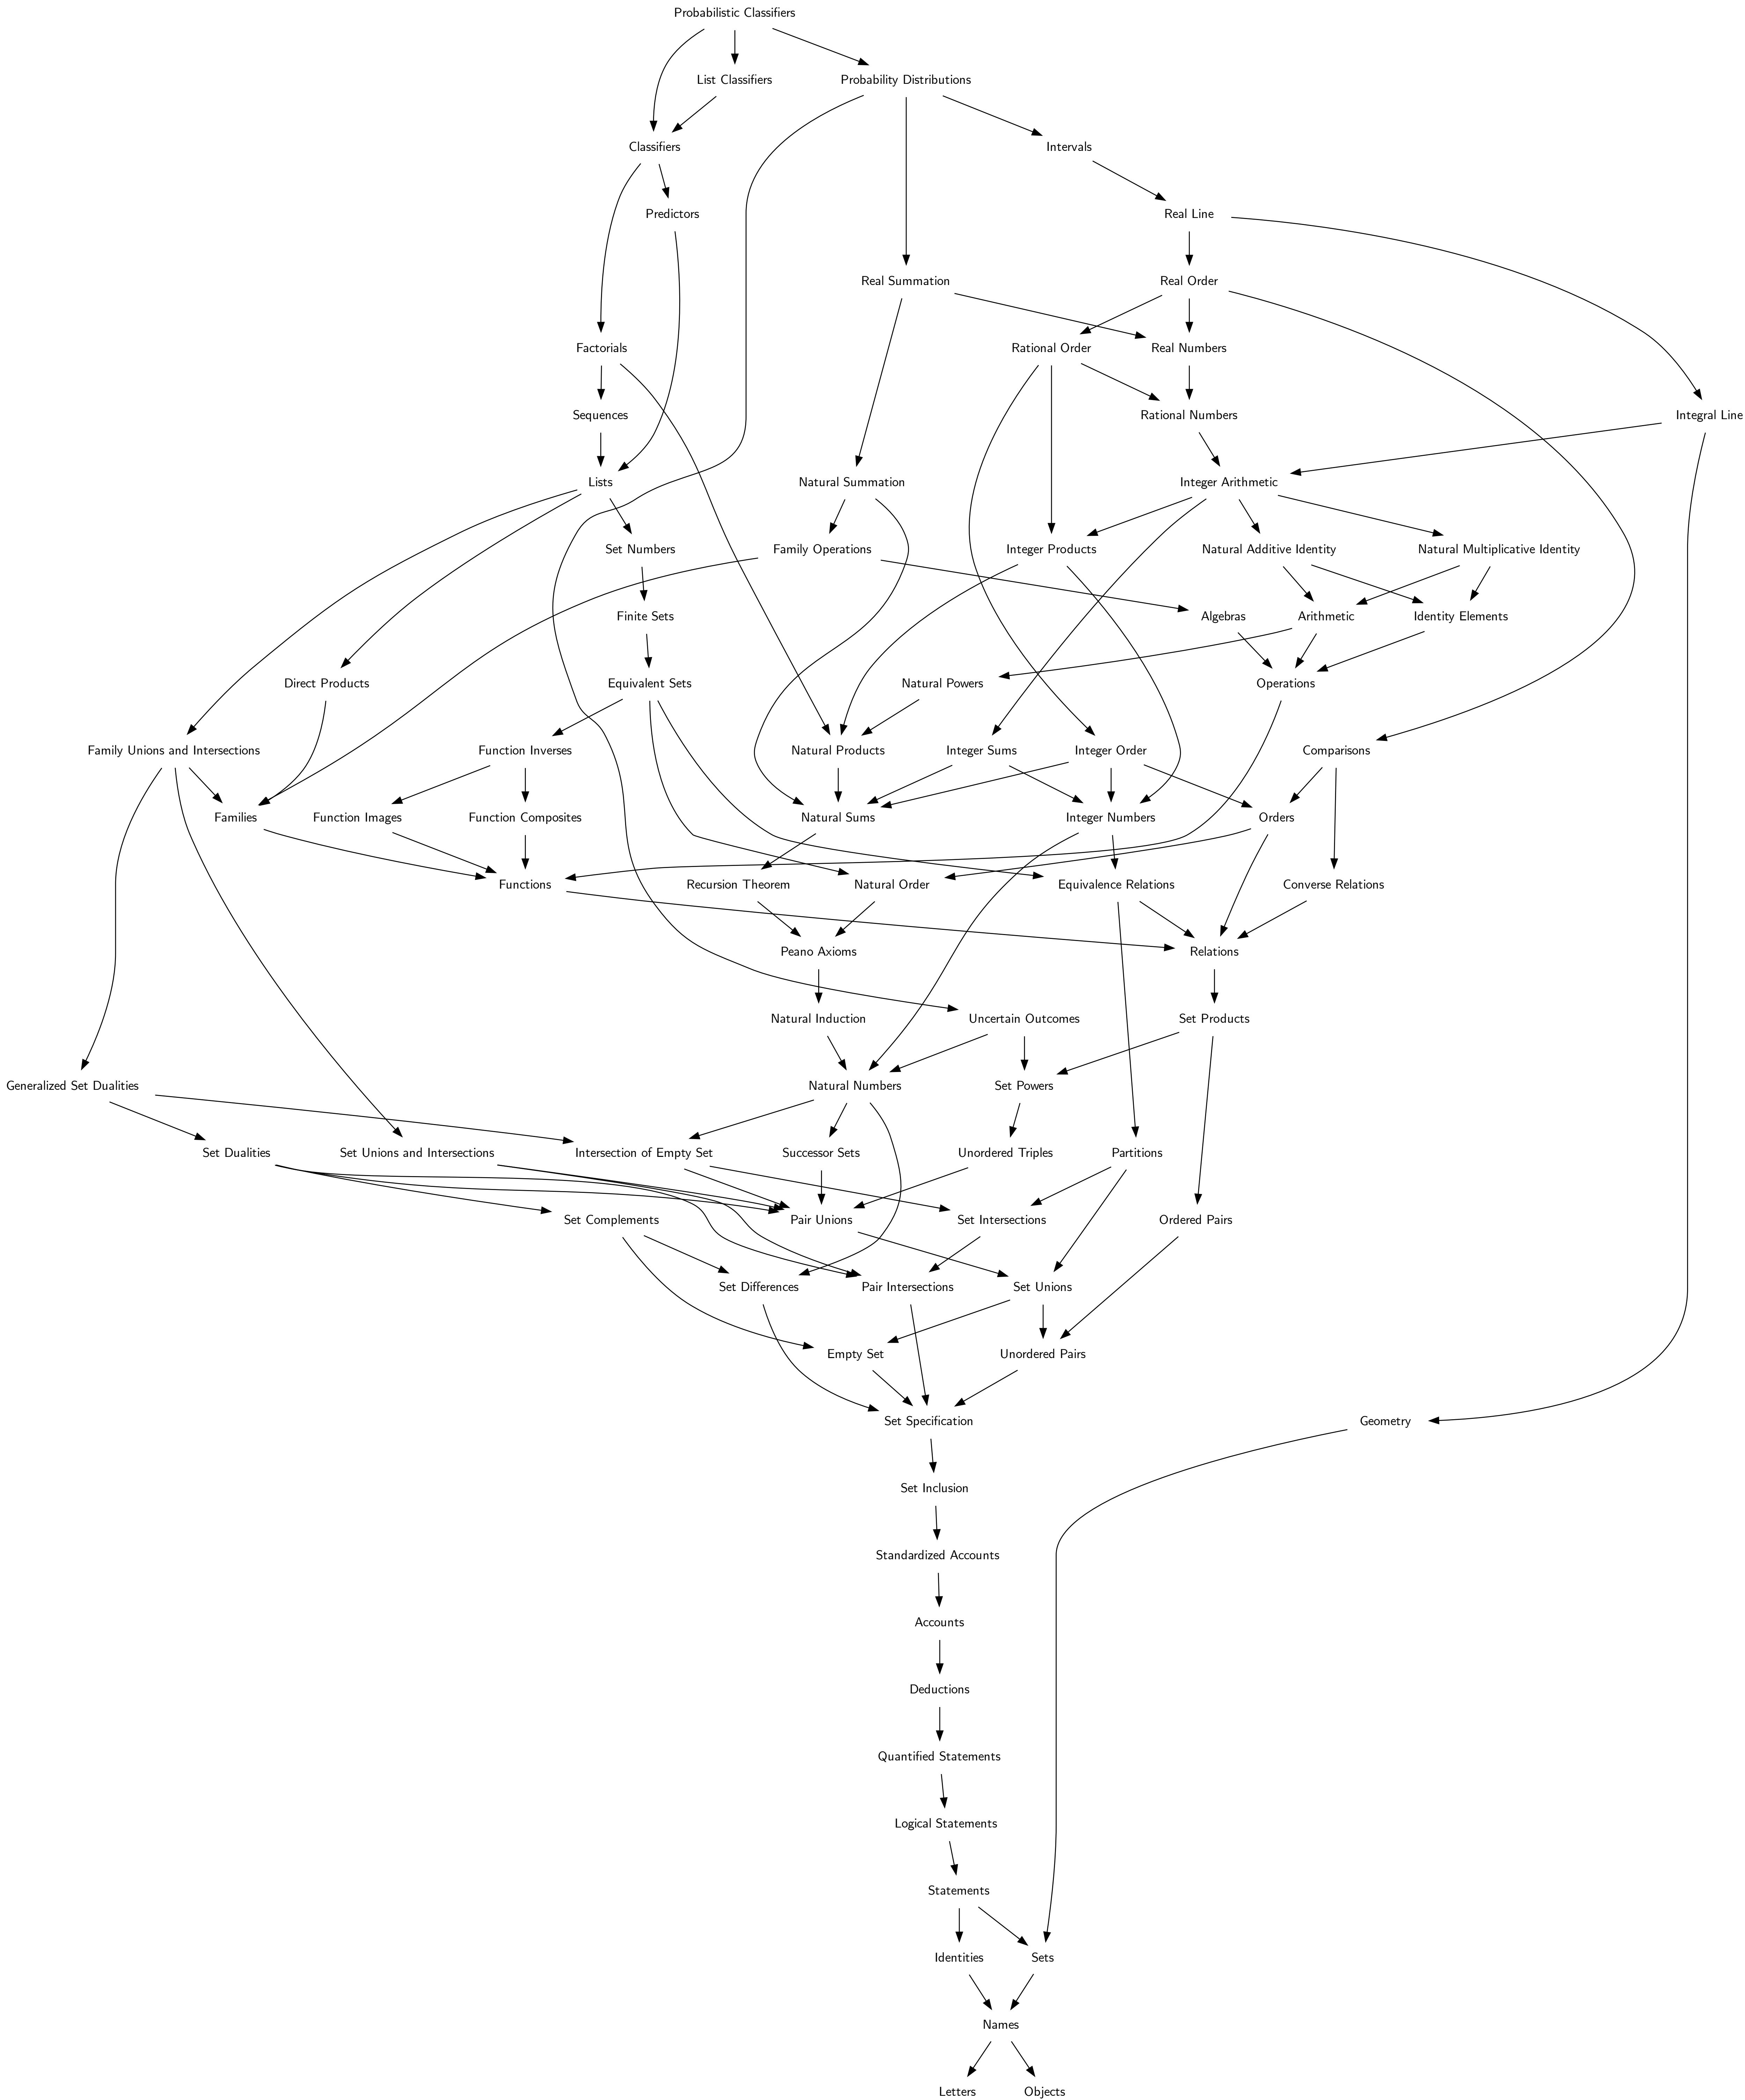 Probabilistic Classifiers
List Classifiers
Probability Distributions
Classifiers
Intervals
Predictors
Real Line
Real Summation
Real Order
Factorials
Rational Order
Real Numbers
Sequences
Rational Numbers
Integral Line
Lists
Natural Summation
Integer Arithmetic
Set Numbers
Family Operations
Integer Products
Natural Additive Identity
Natural Multiplicative Identity
Finite Sets
Algebras
Arithmetic
Identity Elements
Direct Products
Equivalent Sets
Natural Powers
Operations
Family Unions and Intersections
Function Inverses
Natural Products
Integer Sums
Integer Order
Comparisons
Families
Function Images
Function Composites
Natural Sums
Integer Numbers
Orders
Functions
Recursion Theorem
Natural Order
Equivalence Relations
Converse Relations
Peano Axioms
Relations
Natural Induction
Uncertain Outcomes
Set Products
Generalized Set Dualities
Natural Numbers
Set Powers
Set Dualities
Set Unions and Intersections
Intersection of Empty Set
Successor Sets
Unordered Triples
Partitions
Set Complements
Pair Unions
Set Intersections
Ordered Pairs
Set Differences
Pair Intersections
Set Unions
Empty Set
Unordered Pairs
Set Specification
Geometry
Set Inclusion
Standardized Accounts
Accounts
Deductions
Quantified Statements
Logical Statements
Statements
Identities
Sets
Names
Letters
Objects